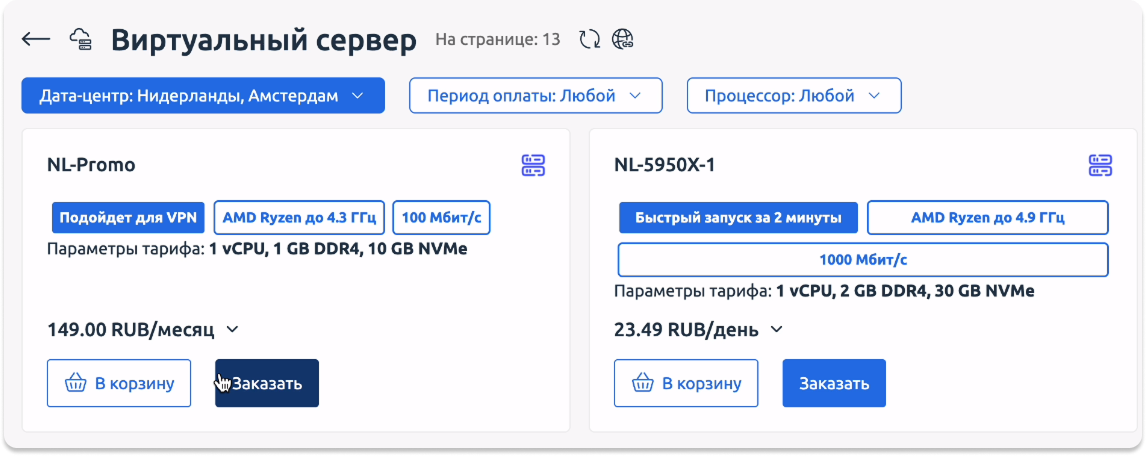 Виртуальный сервер На странице: 13
Дата-центр: Нидерланды, Амстердам Период оплаты: Любой Процессор: Любой
NL-Promo
Подойдет для VPN AMD Ryzen до 4.3 ГГц 100 Мбит/с
Параметры тарифа: 1 vCPU, 1 GB DDR4, 10 GB NVMe
149.00 RUB/месяц
В корзину Заказать
NL-5950X-1
Быстрый запуск за 2 минуты AMD Ryzen до 4.9 ГГц
1000 Мбит/с
Параметры тарифа: 1 vCPU, 2 GB DDR4, 30 GB NVMe
23.49 RUB/день
В корзину Заказать